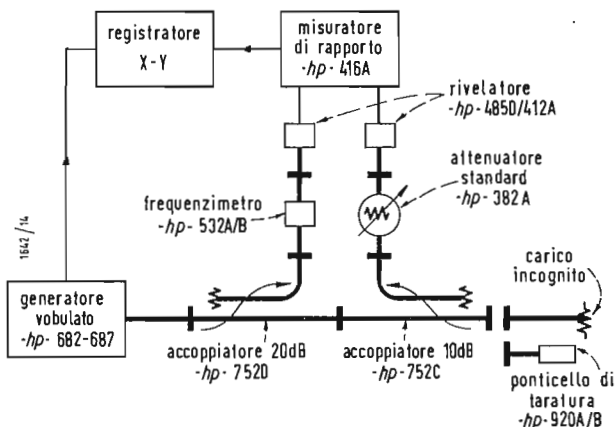 registratore
X-Y
misuratore
di rapporto
-hp- 416A
rivelatore
-hp- 485D/412A
attenuatore
standard
-hp- 382A
frequenzimetro
-hp- 532A/B
1642/14
generatore
vobulato
-hp- 682-687
accoppiatore 20dB
-hp- 752D
accoppiatore 10dB
-hp- 752C
carico
incognito
ponticello di
taratura
-hp- 920A/B